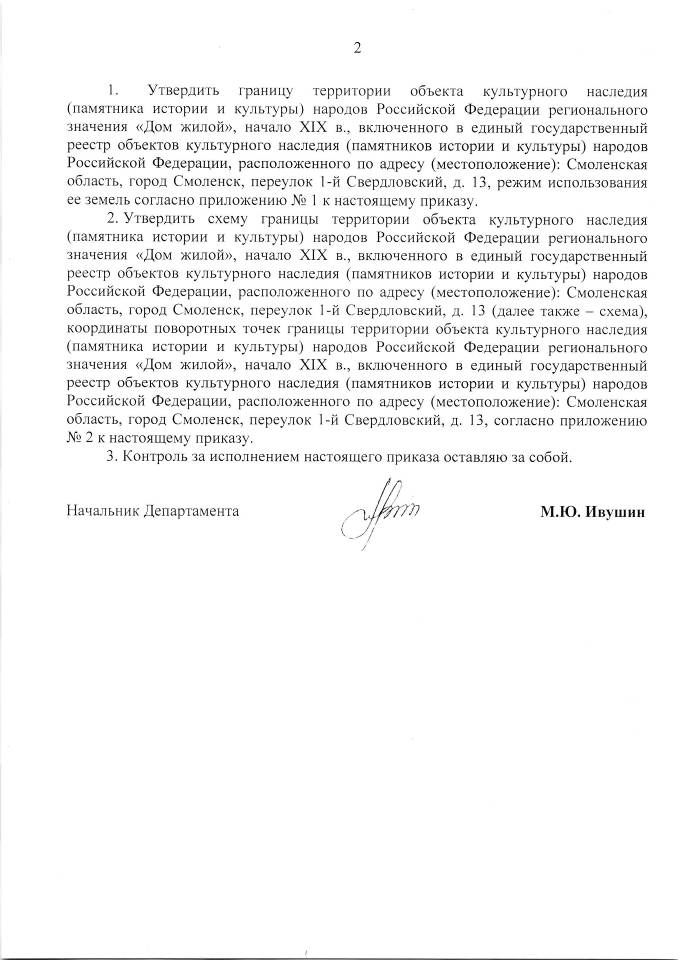 2
1. Утвердить границу территории объекта культурного наследия
(памятника истории и культуры) народов Российской Федерации регионального
значения «Дом жилой», начало XIX в., включенного в единый государственный
реестр объектов культурного наследия (памятников истории и культуры) народов
Российской Федерации, расположенного по адресу (местоположение): Смоленская
область, город Смоленск, переулок 1-й Свердловский, д. 13, режим использования
ее земель согласно приложению № 1 к настоящему приказу.
2. Утвердить схему границы территории объекта культурного наследия
(памятника истории и культуры) народов Российской Федерации регионального
значения «Дом жилой», начало XIX в., включенного в единый государственный
реестр объектов культурного наследия (памятников истории и культуры) народов
Российской Федерации, расположенного по адресу (местоположение): Смоленская
область, город Смоленск, переулок 1-й Свердловский, д. 13 (далее также – схема),
координаты поворотных точек границы территории объекта культурного наследия
(памятника истории и культуры) народов Российской Федерации регионального
значения «Дом жилой», начало XIX в., включенного в единый государственный
реестр объектов культурного наследия (памятников истории и культуры) народов
Российской Федерации, расположенного по адресу (местоположение): Смоленская
область, город Смоленск, переулок 1-й Свердловский, д. 13, согласно приложению
№ 2 к настоящему приказу.
3. Контроль за исполнением настоящего приказа оставляю за собой.
Начальник Департамента М.Ю. Ивушин